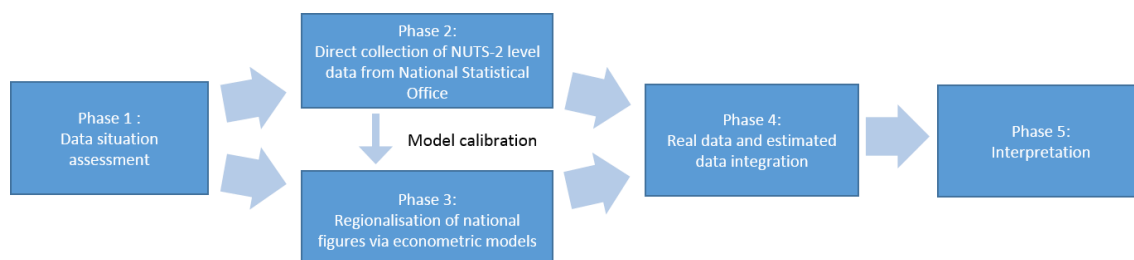 Phase 1 :
Data situation
assessment
Phase 2:
Direct collection of NUTS-2 level
data from National Statistical
Office
Model calibration
Phase 3:
Regionalisation of national
figures via econometric models
Phase 4:
Real data and estimated
data integration
Phase 5:
Interpretation